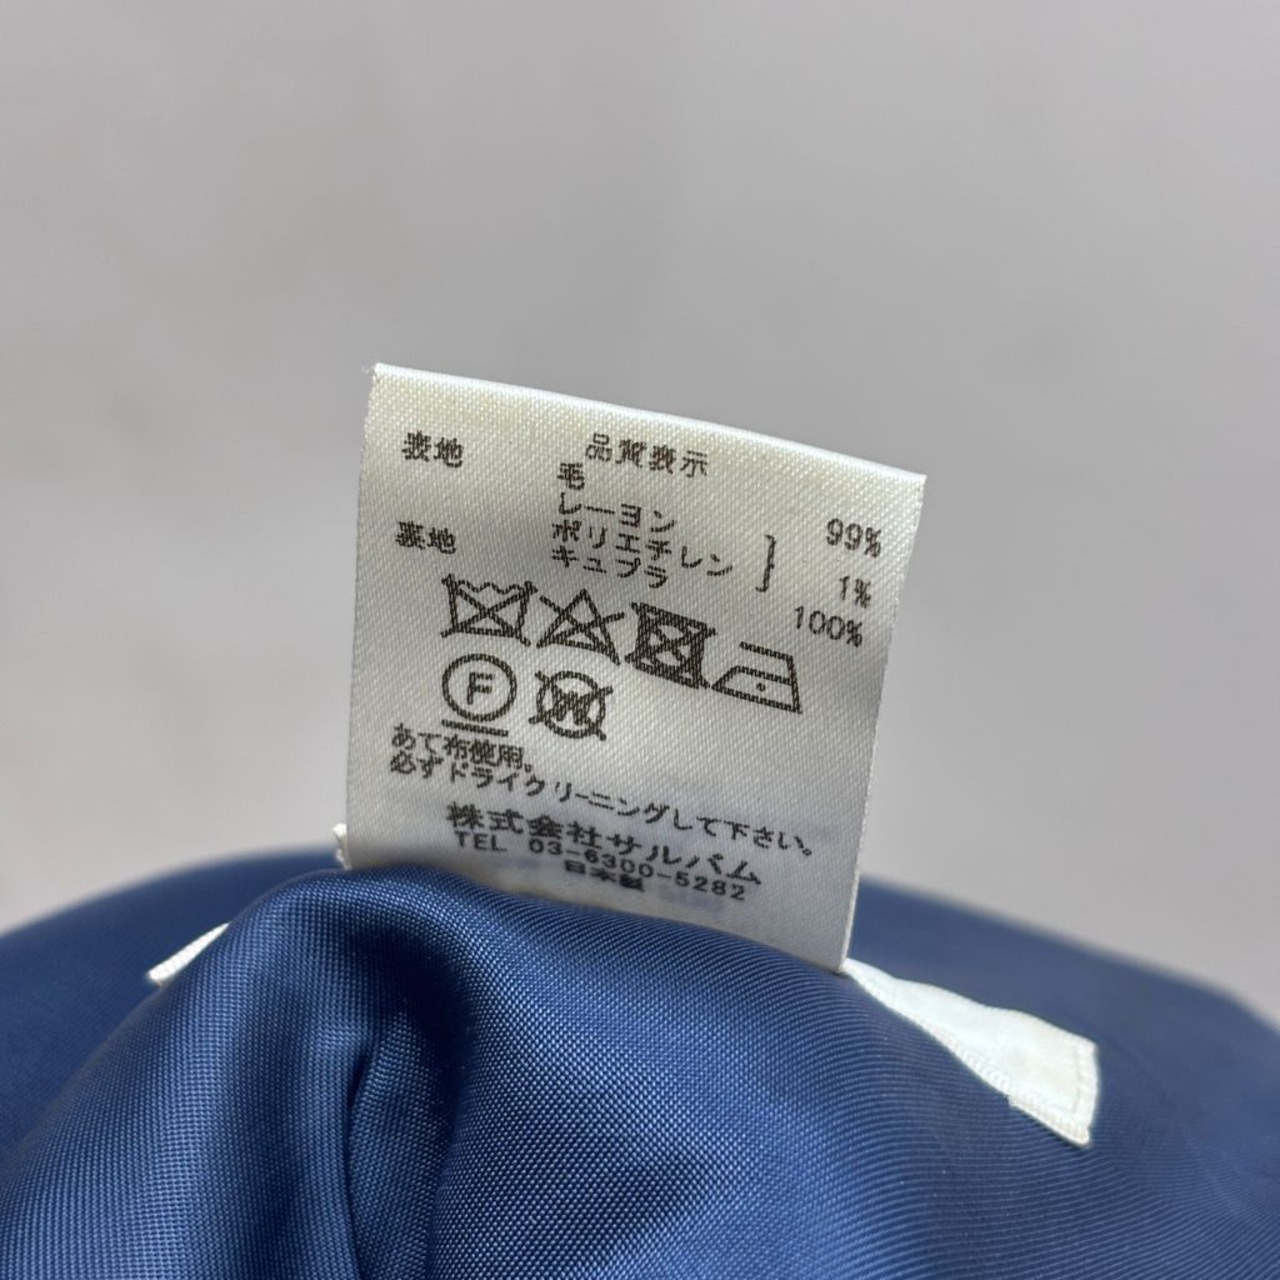 品質表示
表地 毛 99%
レーヨン
ポリエチレン } 1%
裏地 キュプラ 100%
F
W
あて布使用。
必ずドライクリーニングして下さい。
株式会社サルバム
TEL 03-6300-5282
日本製